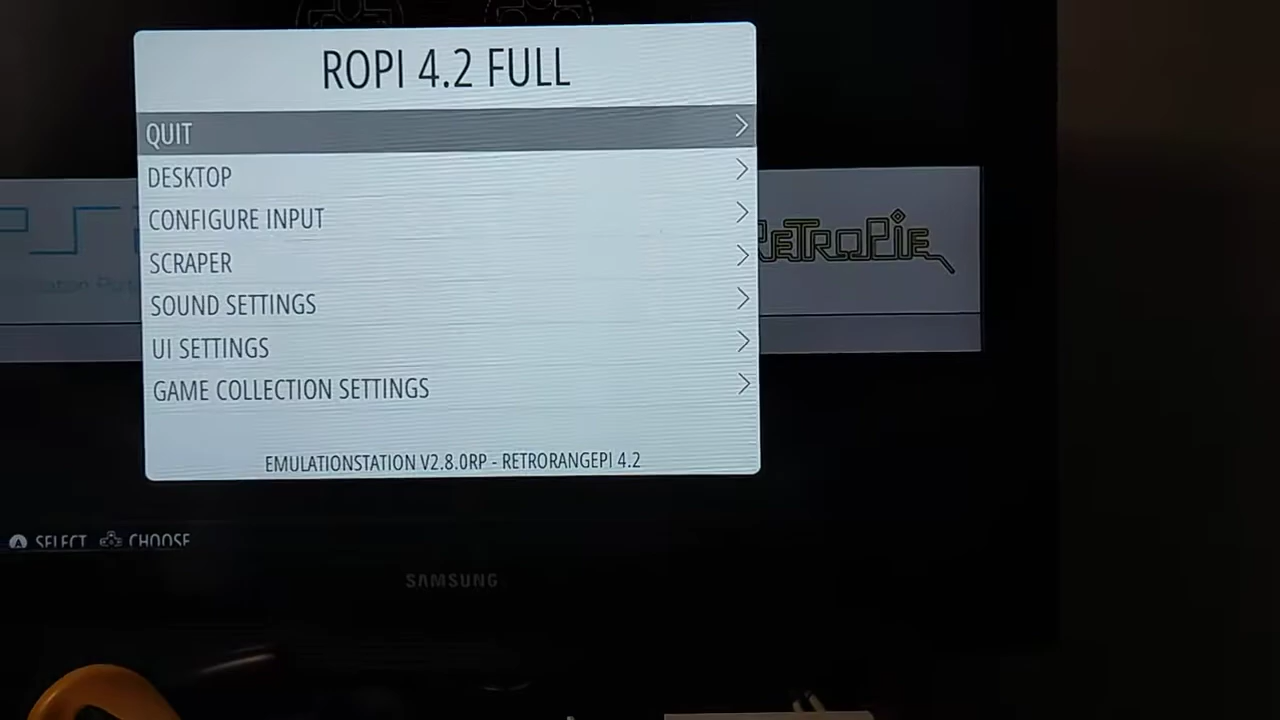 ROPI 4.2 FULL
QUIT
DESKTOP
CONFIGURE INPUT
SCRAPER
SOUND SETTINGS
UI SETTINGS
GAME COLLECTION SETTINGS
EMULATIONSTATION V2.8.0RP - RETRORANGEPI 4.2
RETROPIE
A SELECT CHOOSE
SAMSUNG